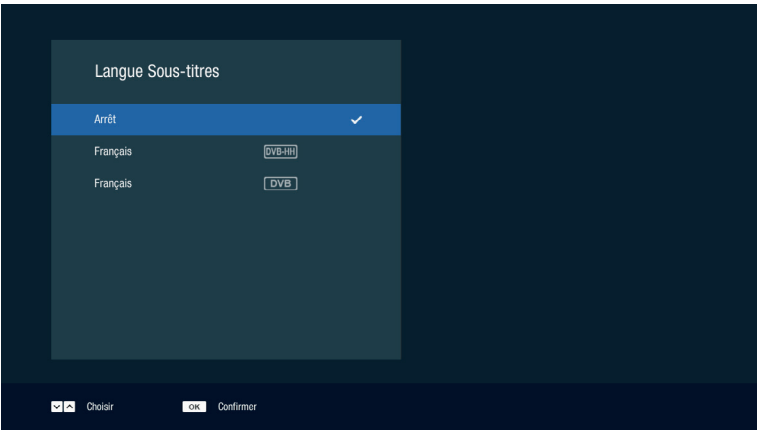 Langue Sous-titres
Arrêt
Français DVB-HH
Français DVB
Choisir OK Confirmer